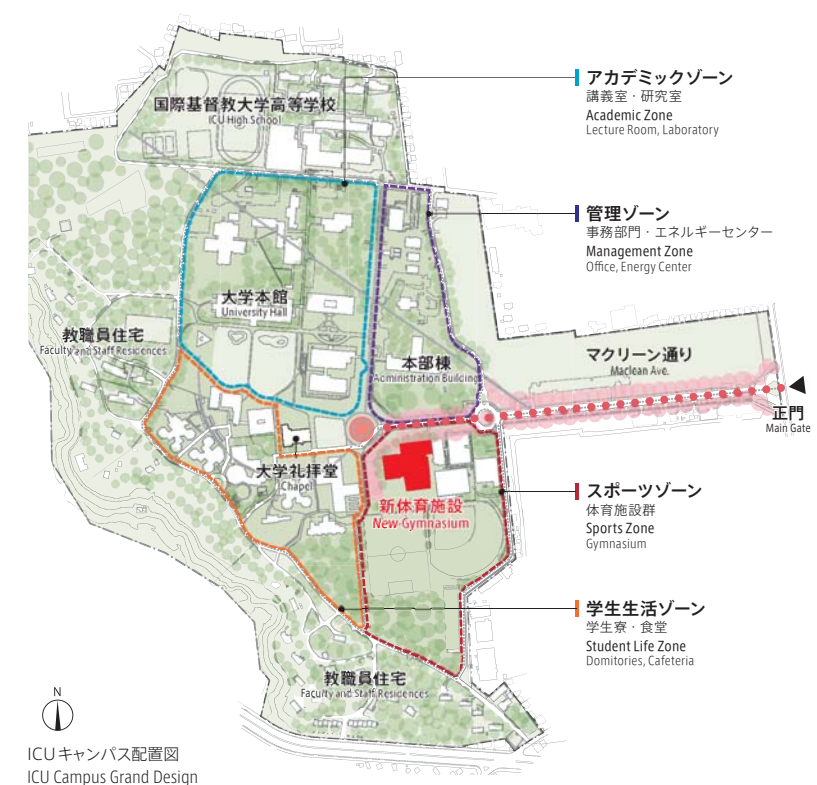 国際基督教大学高等学校
ICU High School
アカデミックゾーン
講義室・研究室
Academic Zone
Lecture Room, Laboratory
管理ゾーン
事務部門・エネルギーセンター
Management Zone
Office, Energy Center
大学本館
University Hall
教職員住宅
Faculty and Staff Residences
本部棟
Administration Building
マクリーン通り
Maclean Ave.
正門
Main Gate
大学礼拝堂
Chapel
新体育施設
New Gymnasium
スポーツゾーン
体育施設群
Sports Zone
Gymnasium
学生生活ゾーン
学生寮・食堂
Student Life Zone
Domitories, Cafeteria
教職員住宅
Faculty and Staff Residences
N
ICUキャンパス配置図
ICU Campus Grand Design